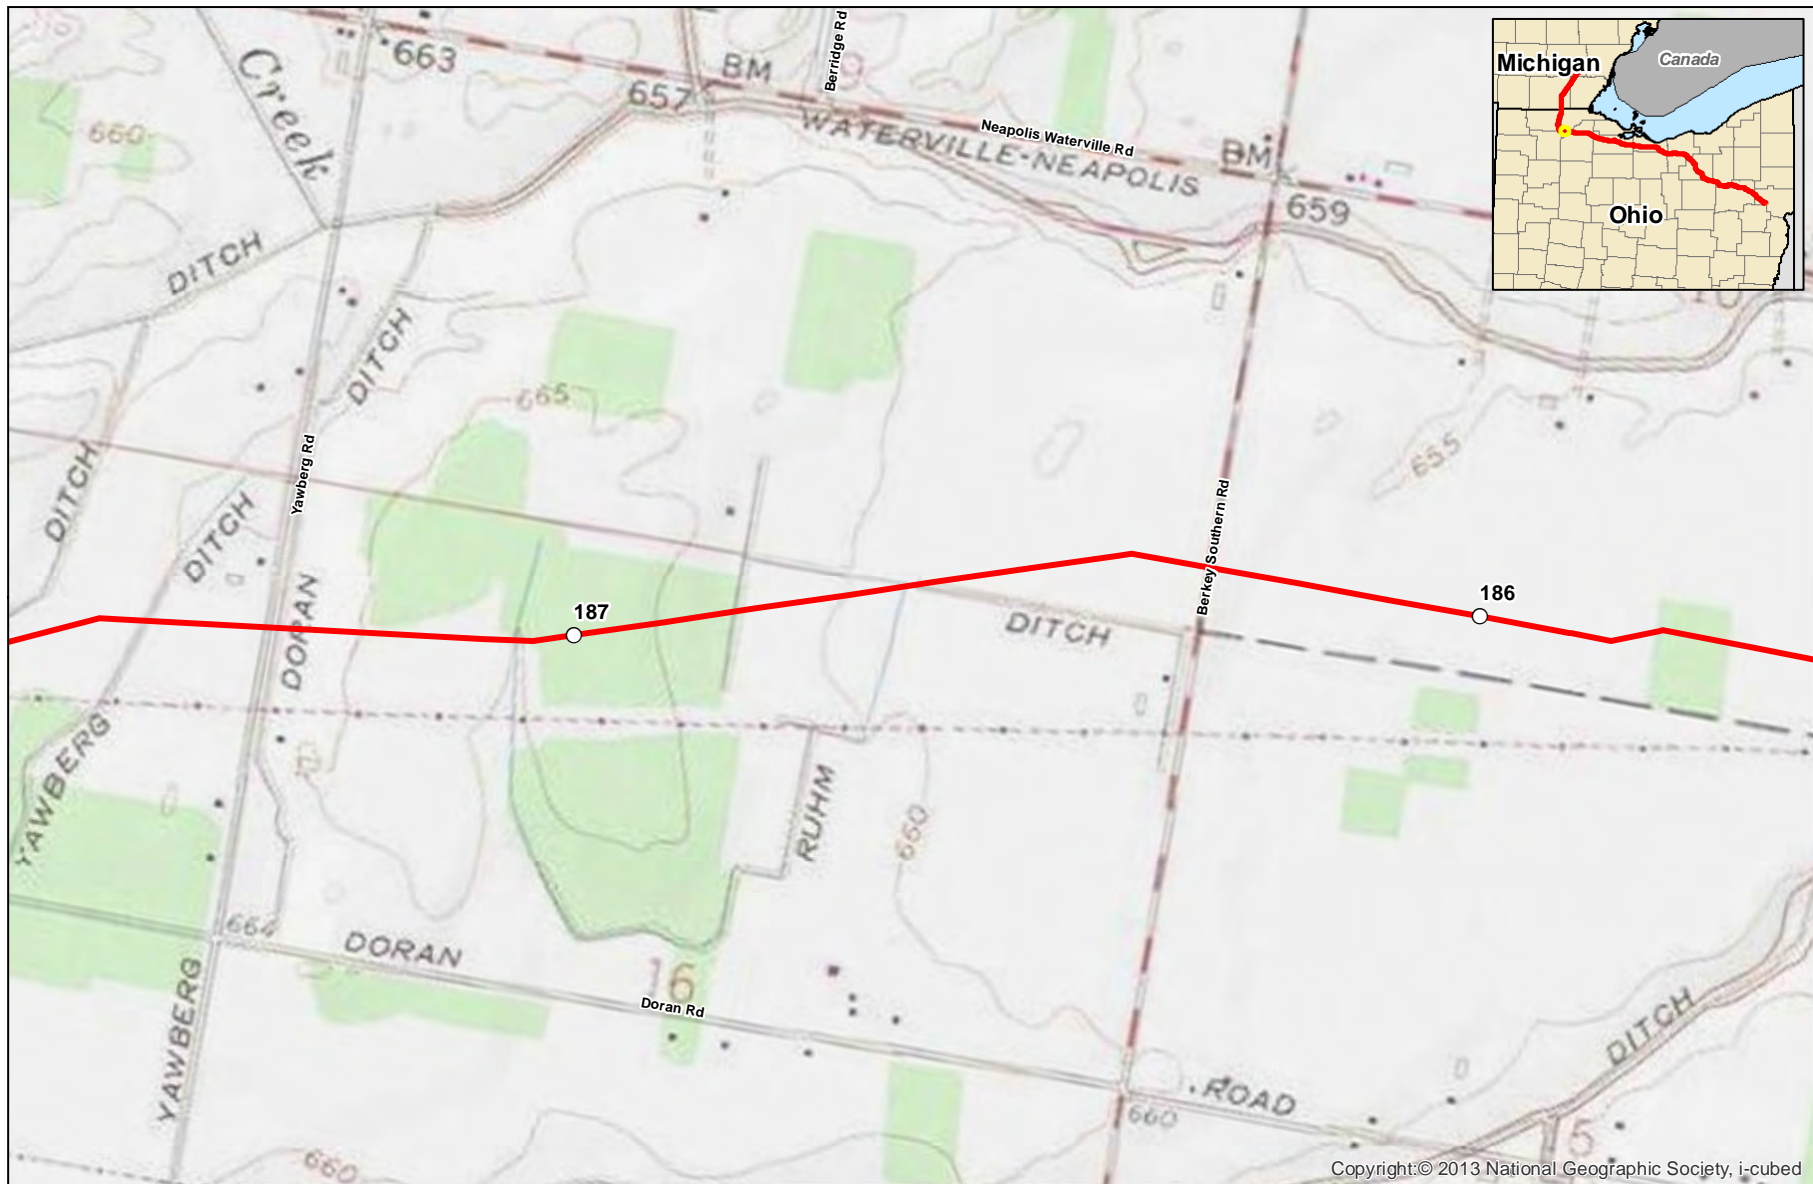 663
BM
Berridge Rd
657
Creek
660
WATERVILLE-NEAPOLIS
Neapolis Waterville Rd
BM
659
Michigan
Canada
Ohio
DITCH
DITCH
665
655
DITCH
DITCH
Yawberg Rd
Berkey Southern Rd
DORAN
187
186
DITCH
YAWBERG
RUHM
660
664
DORAN
16
Doran Rd
YAWBERG
DITCH
ROAD
660
660
Copyright:© 2013 National Geographic Society, i-cubed